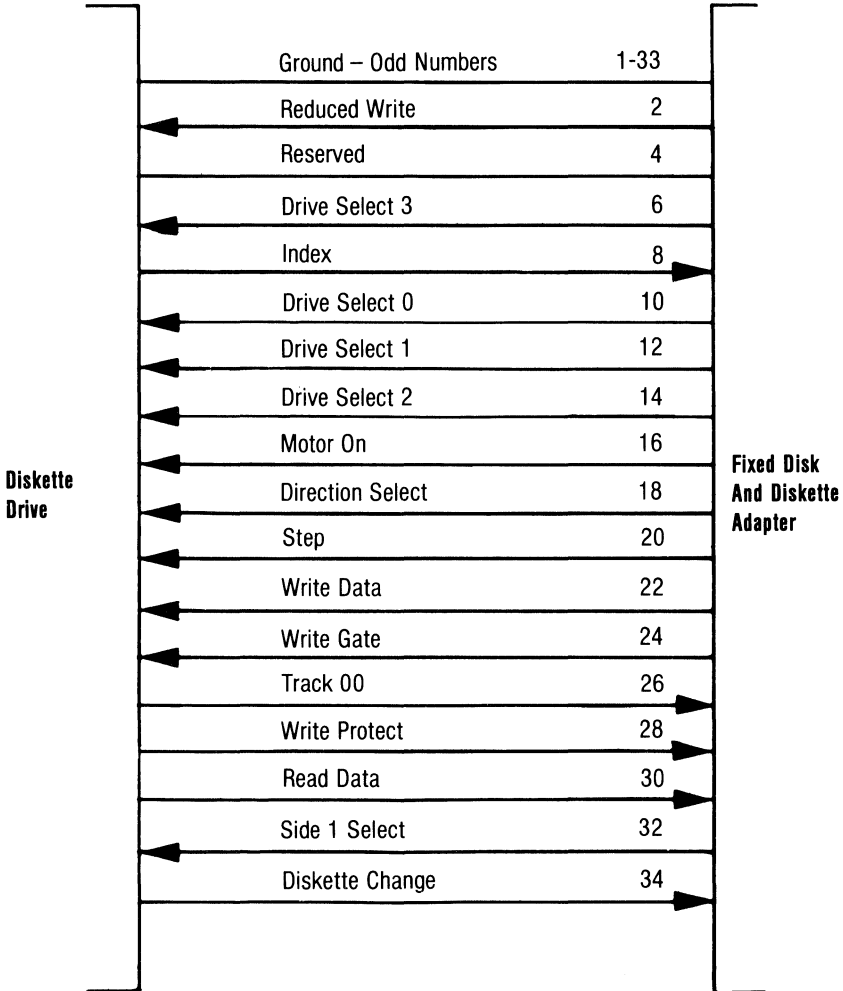 Ground – Odd Numbers 1-33
Reduced Write 2
Reserved 4
Drive Select 3 6
Index 8
Drive Select 0 10
Drive Select 1 12
Drive Select 2 14
Motor On 16
Direction Select 18
Step 20
Write Data 22
Write Gate 24
Track 00 26
Write Protect 28
Read Data 30
Side 1 Select 32
Diskette Change 34
Diskette
Drive
Fixed Disk
And Diskette
Adapter